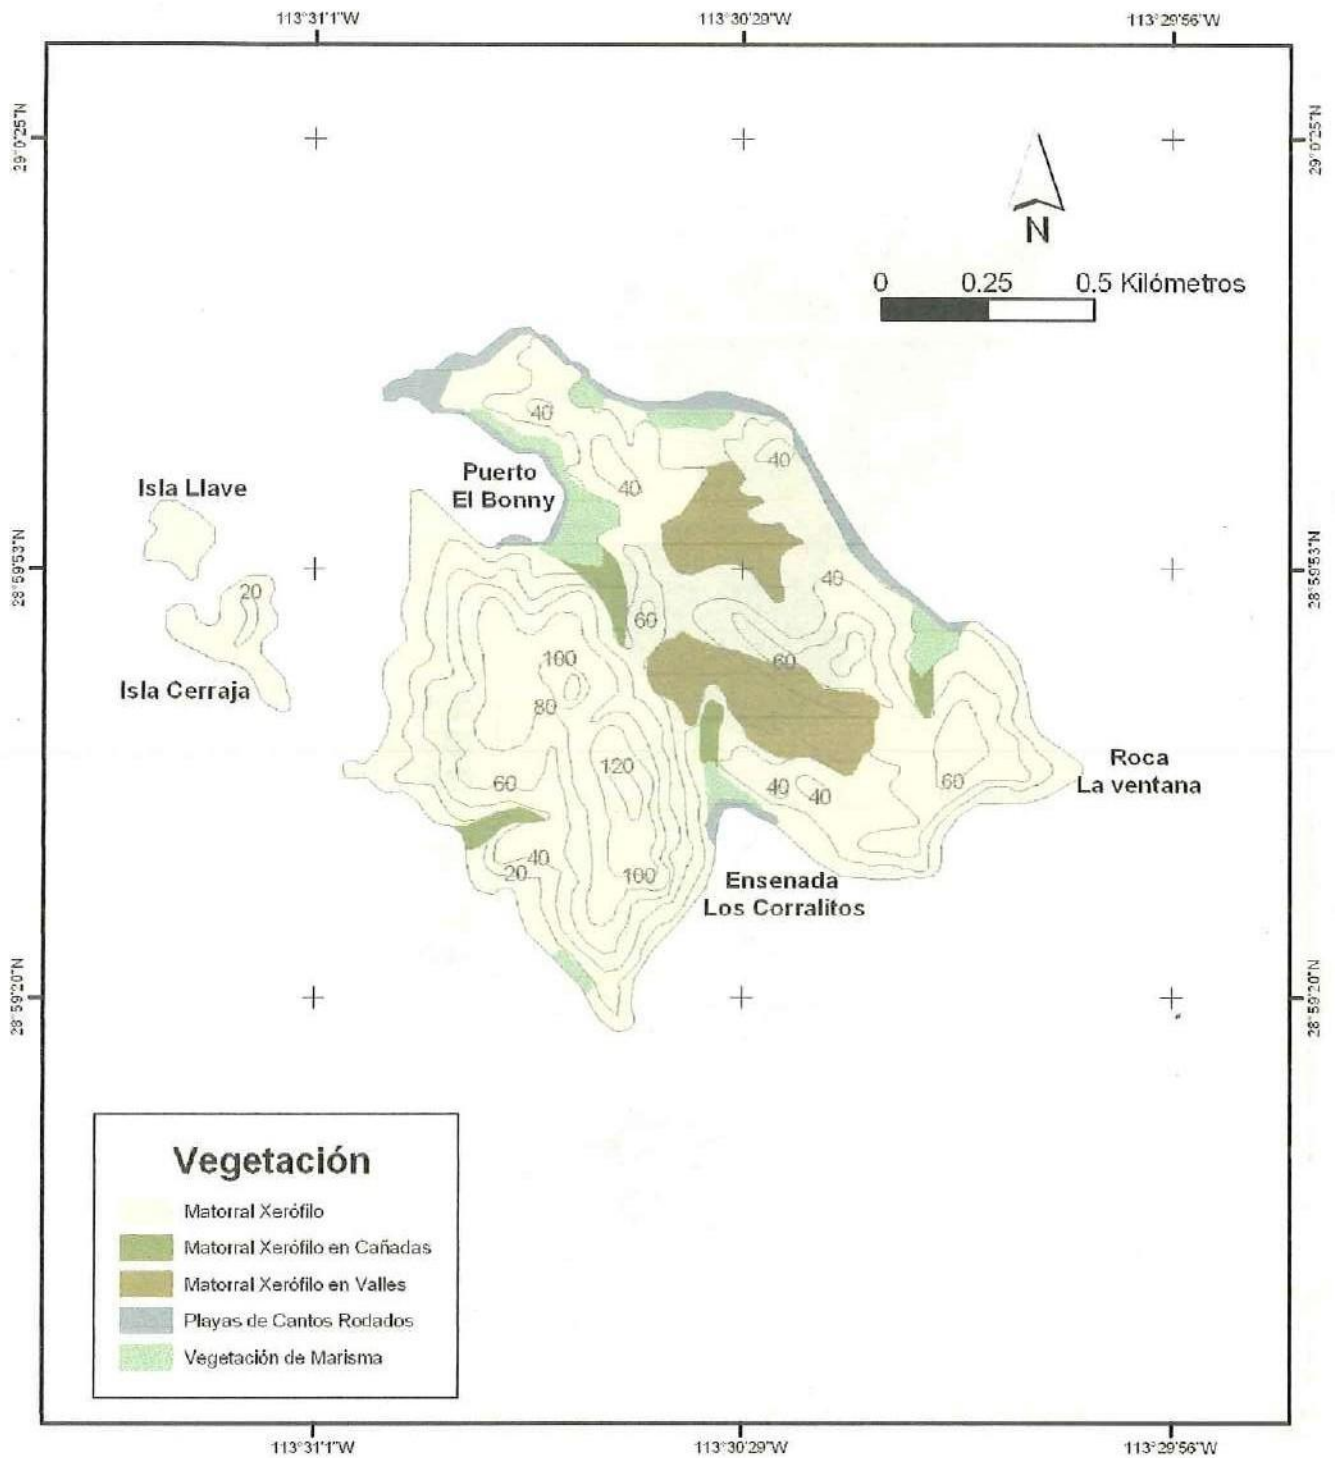 113°31'1"W
113°30'29"W
113°29'56"W
29°0'25"N
29°0'25"N
N
0 0.25 0.5 Kilómetros
40
40
40
Puerto
El Bonny
Isla Llave
28°59'53"N
28°59'53"N
40
20
60
100
60
Isla Cerraja
80
Roca
La ventana
120
60
60
40
40
40
20
100
Ensenada
Los Corralitos
28°59'20"N
28°59'20"N
Vegetación
Matorral Xerófilo
Matorral Xerófilo en Cañadas
Matorral Xerófilo en Valles
Playas de Cantos Rodados
Vegetación de Marisma
113°31'1"W
113°30'29"W
113°29'56"W